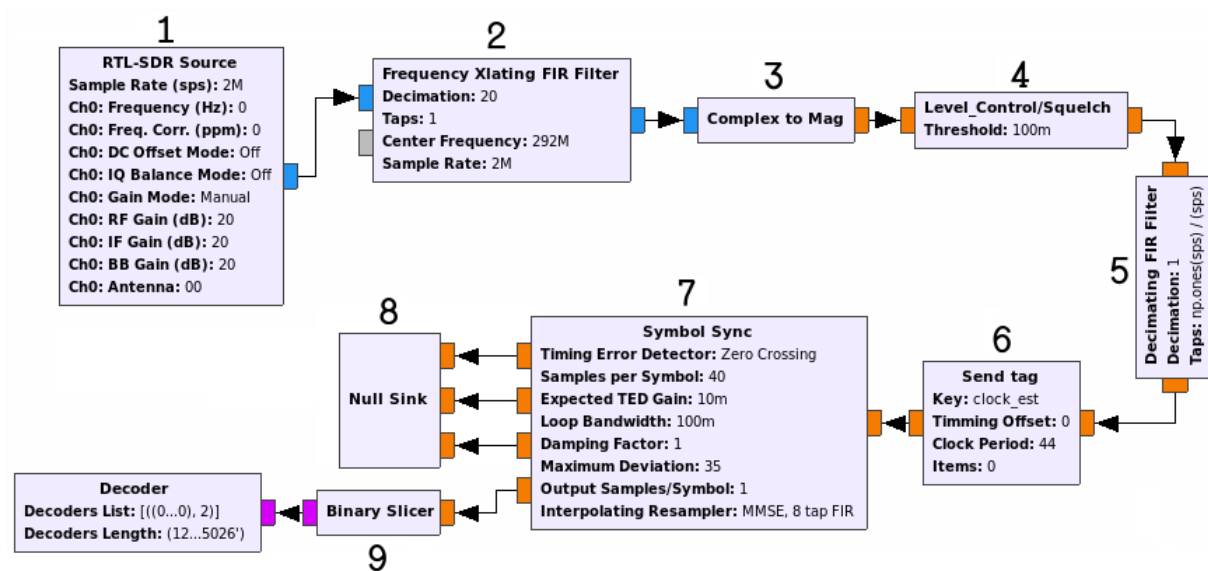 1
RTL-SDR Source
Sample Rate (sps): 2M
Ch0: Frequency (Hz): 0
Ch0: Freq. Corr. (ppm): 0
Ch0: DC Offset Mode: Off
Ch0: IQ Balance Mode: Off
Ch0: Gain Mode: Manual
Ch0: RF Gain (dB): 20
Ch0: IF Gain (dB): 20
Ch0: BB Gain (dB): 20
Ch0: Antenna: 00
2
Frequency Xlating FIR Filter
Decimation: 20
Taps: 1
Center Frequency: 292M
Sample Rate: 2M
3
Complex to Mag
4
Level_Control/Squelch
Threshold: 100m
5
Decimating FIR Filter
Decimation: 1
Taps: np.ones(sps) / (sps)
6
Send tag
Key: clock_est
Timming Offset: 0
Clock Period: 44
Items: 0
7
Symbol Sync
Timing Error Detector: Zero Crossing
Samples per Symbol: 40
Expected TED Gain: 10m
Loop Bandwidth: 100m
Damping Factor: 1
Maximum Deviation: 35
Output Samples/Symbol: 1
Interpolating Resampler: MMSE, 8 tap FIR
8
Null Sink
9
Binary Slicer
Decoder
Decoders List: [((0...0), 2)]
Decoders Length: (12...5026')